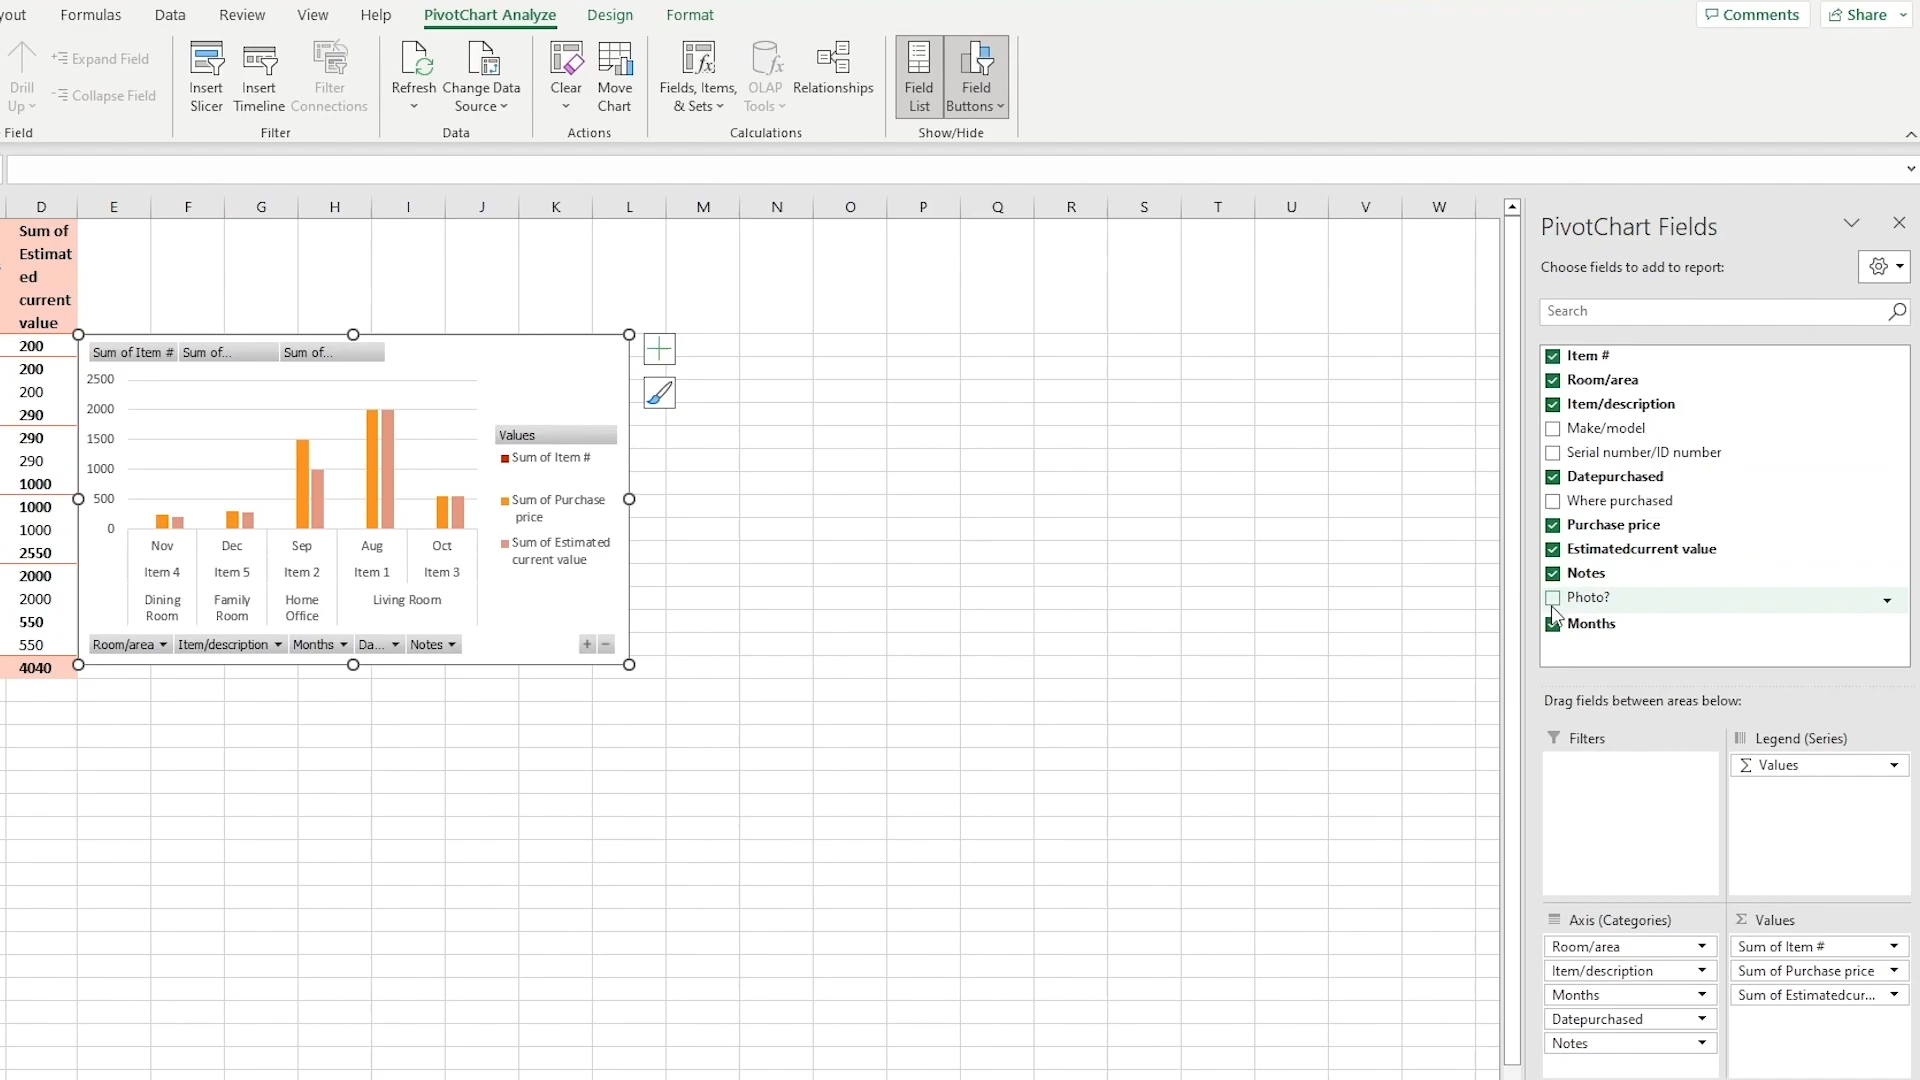 yout Formulas Data Review View Help PivotChart Analyze Design Format Comments Share
Drill
Up
Expand Field
Collapse Field
Field
Insert
Slicer
Insert
Timeline
Filter
Connections
Filter
Refresh
Change Data
Source
Data
Clear
Move
Chart
Actions
Fields, Items,
& Sets
OLAP
Tools
Relationships
Calculations
Field
List
Field
Buttons
Show/Hide
D E F G H I J K L M N O P Q R S T U V W
Sum of
Estimat
ed
current
value
200
200
200
290
290
290
1000
1000
1000
2550
2000
2000
550
550
4040
Sum of Item # Sum of... Sum of...
2500
2000
1500
1000
500
0
Nov Dec Sep Aug Oct
Item 4 Item 5 Item 2 Item 1 Item 3
Dining
Room
Family
Room
Home
Office
Living Room
Values
Sum of Item #
Sum of Purchase
price
Sum of Estimated
current value
Room/area Item/description Months Da... Notes + −
PivotChart Fields
Choose fields to add to report:
Search
Item #
Room/area
Item/description
Make/model
Serial number/ID number
Datepurchased
Where purchased
Purchase price
Estimatedcurrent value
Notes
Photo?
Months
Drag fields between areas below:
Filters
Legend (Series)
Σ Values
Axis (Categories)
Room/area
Item/description
Months
Datepurchased
Notes
Σ Values
Sum of Item #
Sum of Purchase price
Sum of Estimatedcur...